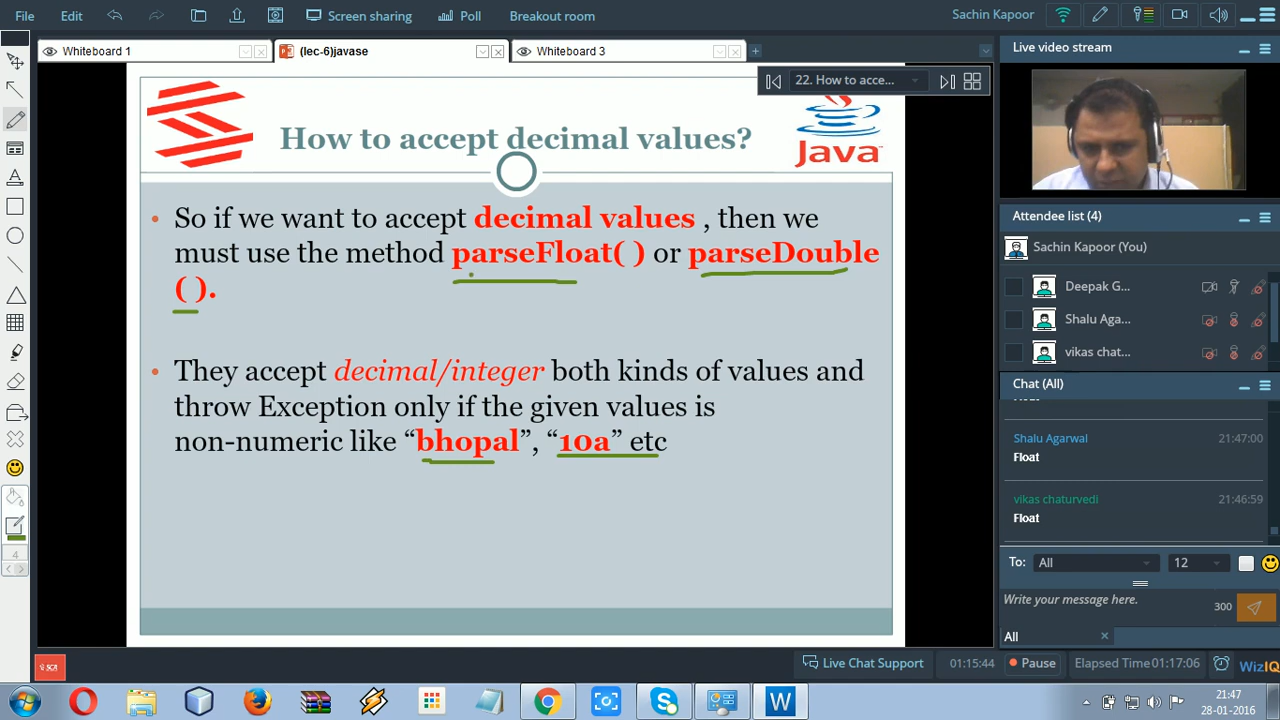 File Edit Screen sharing Poll Breakout room Sachin Kapoor
Whiteboard 1 (lec-6)javase Whiteboard 3
Live video stream
22. How to acce...
How to accept decimal values?
Java
So if we want to accept decimal values , then we
must use the method parseFloat( ) or parseDouble
( ).
They accept decimal/integer both kinds of values and
throw Exception only if the given values is
non-numeric like “bhopal”, “10a” etc
Attendee list (4)
Sachin Kapoor (You)
Deepak G...
Shalu Aga...
vikas chat...
Chat (All)
Shalu Agarwal 21:47:00
Float
vikas chaturvedi 21:46:59
Float
To: All 12
Write your message here. 300
All
4
SCA Live Chat Support 01:15:44 Pause Elapsed Time 01:17:06 WizIQ
W
21:47
28-01-2016